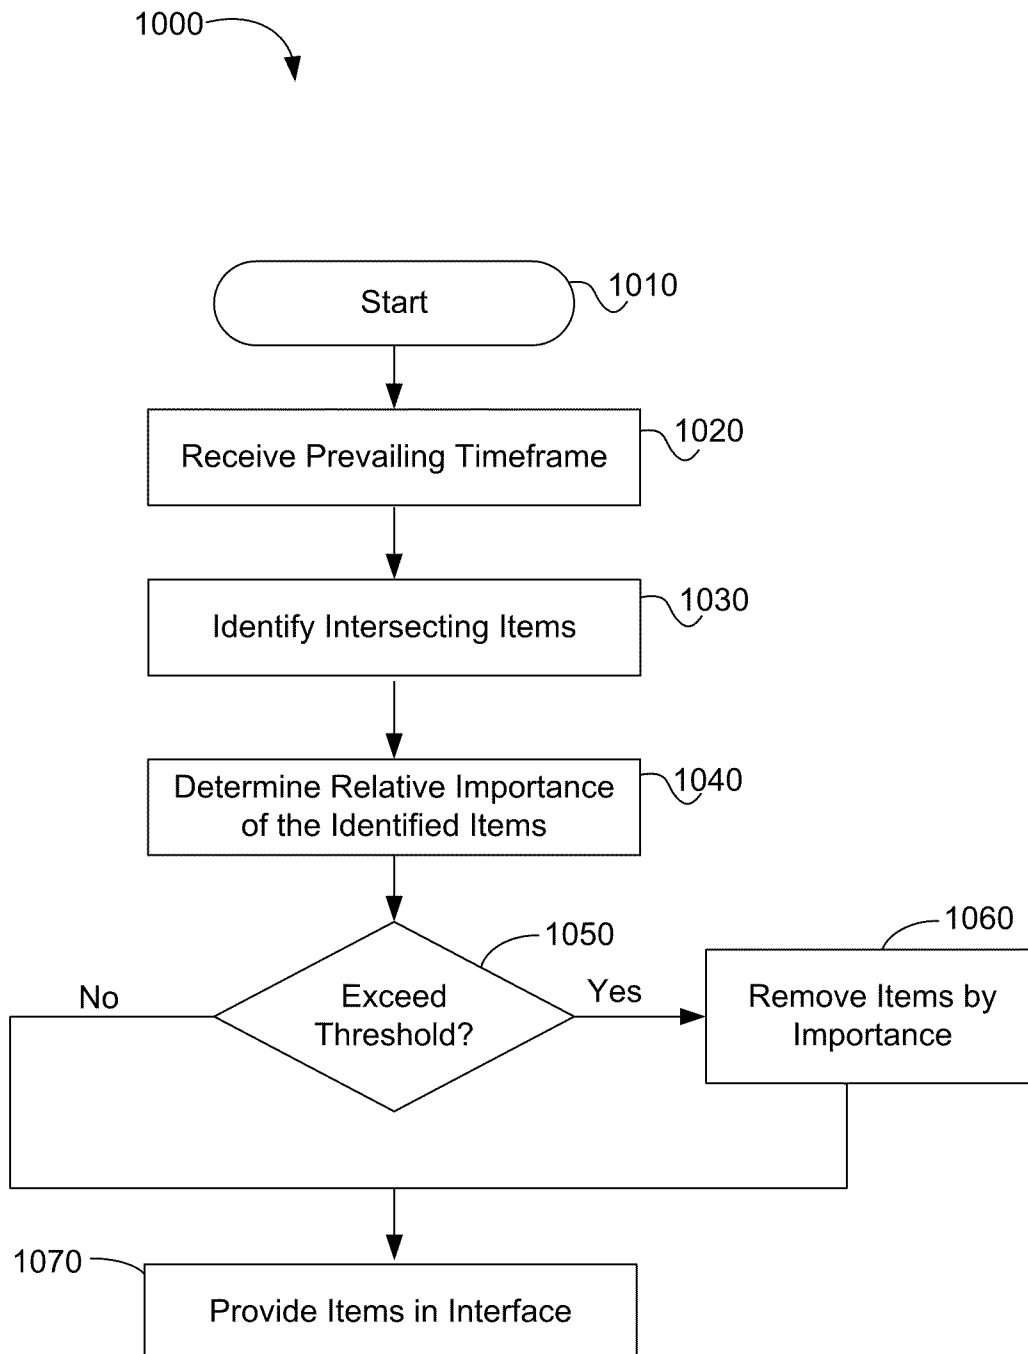 1000
Start
1010
Receive Prevailing Timeframe
1020
Identify Intersecting Items
1030
Determine Relative Importance
of the Identified Items
1040
Exceed
Threshold?
1050
No
Yes
Remove Items by
Importance
1060
1070
Provide Items in Interface